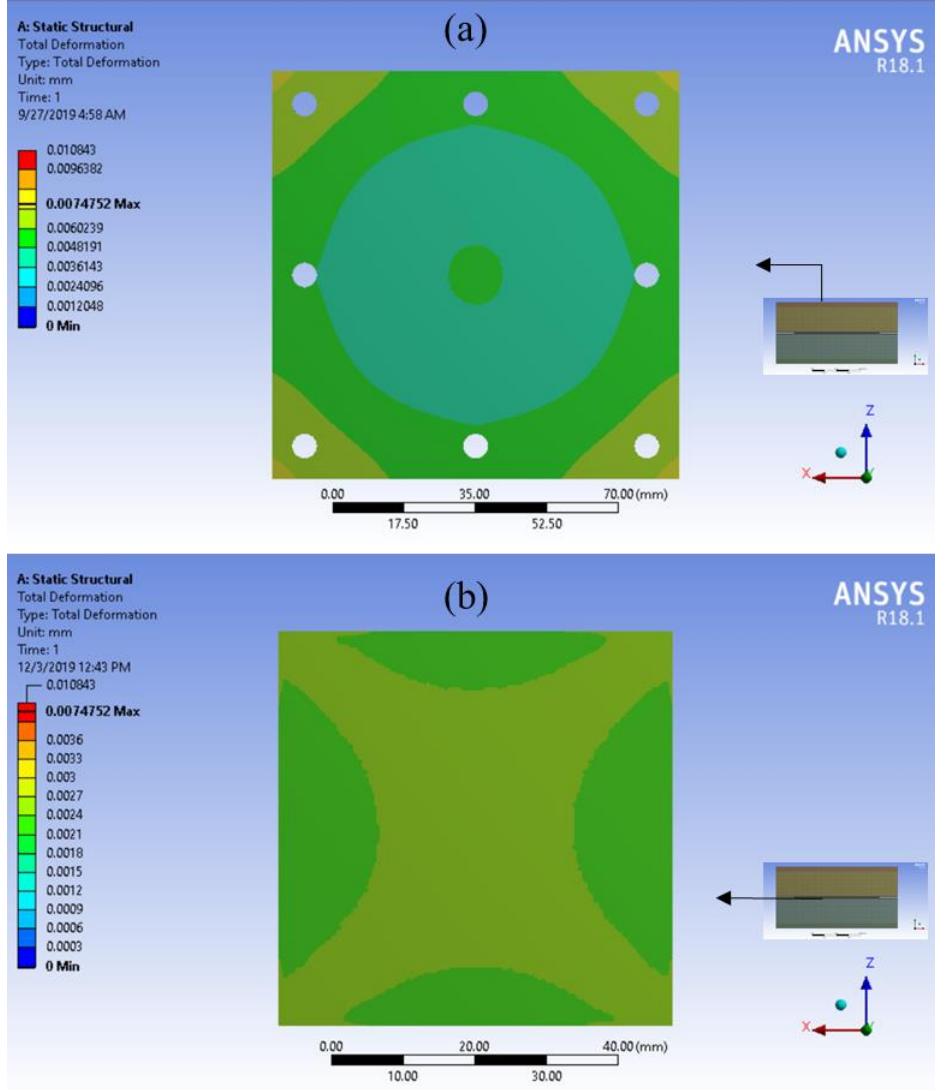 (a)
A: Static Structural
Total Deformation
Type: Total Deformation
Unit: mm
Time: 1
9/27/2019 4:58 AM
ANSYS
R18.1
0.010843
0.0096382
0.0074752 Max
0.0060239
0.0048191
0.0036143
0.0024096
0.0012048
0 Min
0.00
35.00
70.00 (mm)
17.50
52.50
Z
X
Y
(b)
A: Static Structural
Total Deformation
Type: Total Deformation
Unit: mm
Time: 1
12/3/2019 12:43 PM
ANSYS
R18.1
0.010843
0.0074752 Max
0.0036
0.0033
0.003
0.0027
0.0024
0.0021
0.0018
0.0015
0.0012
0.0009
0.0006
0.0003
0 Min
0.00
20.00
40.00 (mm)
10.00
30.00
Z
X
Y